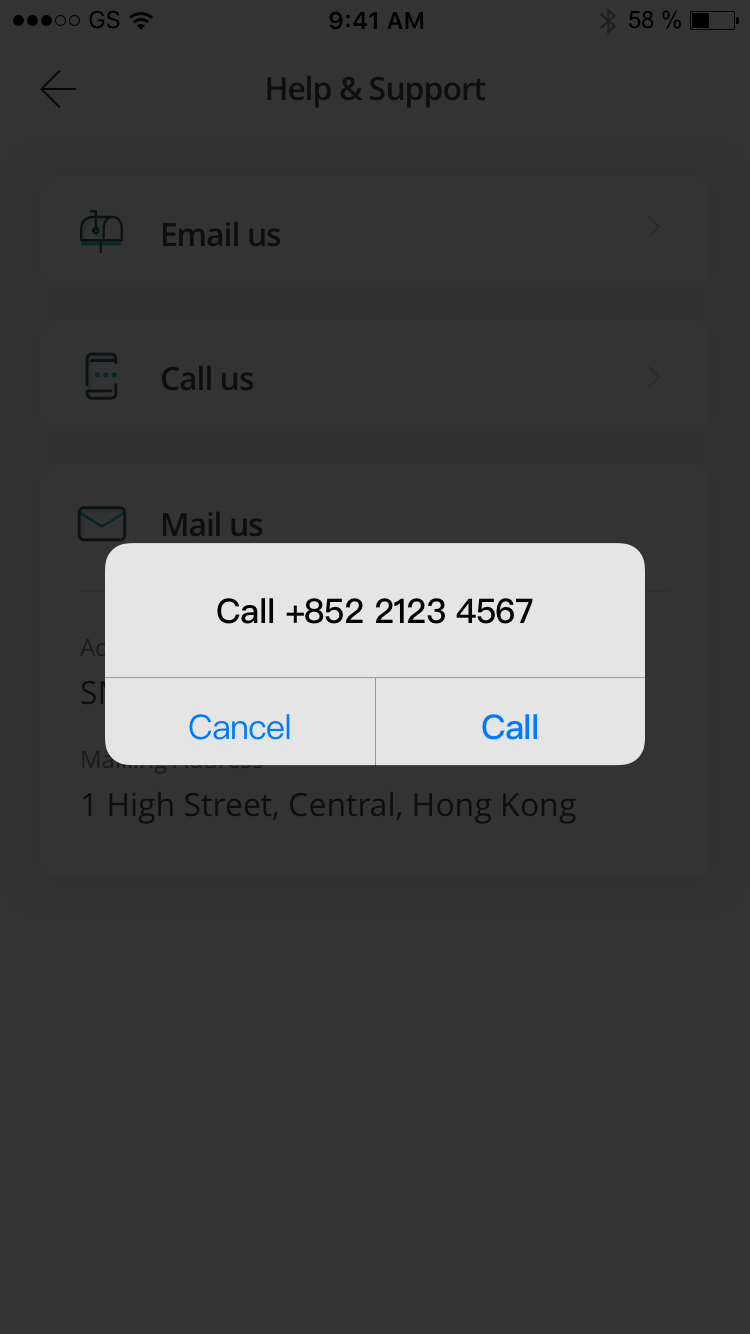 GS 9:41 AM 58 %
Help & Support
Email us
Call us
Mail us
Call +852 2123 4567
Cancel Call
1 High Street, Central, Hong Kong